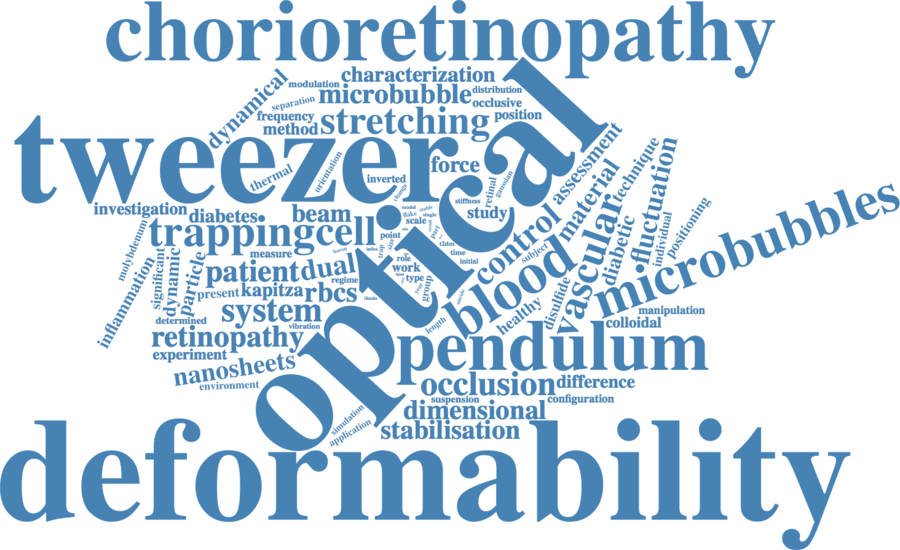 chorioretinopathy
characterization
modulation
distribution
dynamical
microbubble
separation
occlusive
frequency
stretching
position
method
tweezer
optical
orientation
force
assessment
technique
thermal
inverted
retinal
gaussian
material
fluctuation
stiffness
investigation
diabetes
beam
study
control
vascular
diabetic
positioning
individual
microbubbles
molybdenum
trapping
cell
scale
point
subject
inflammation
significant
dynamic
particle
measure
patient
dual
role
work
type
time
initial
group
blood
present
kapitza
rbcs
regime
healthy
disulfide
system
manipulation
determined
vibration
length
colloidal
retinopathy
pendulum
experiment
nanosheets
occlusion
difference
environment
suspension
configuration
dimensional
simulation
application
stabilisation
deformability